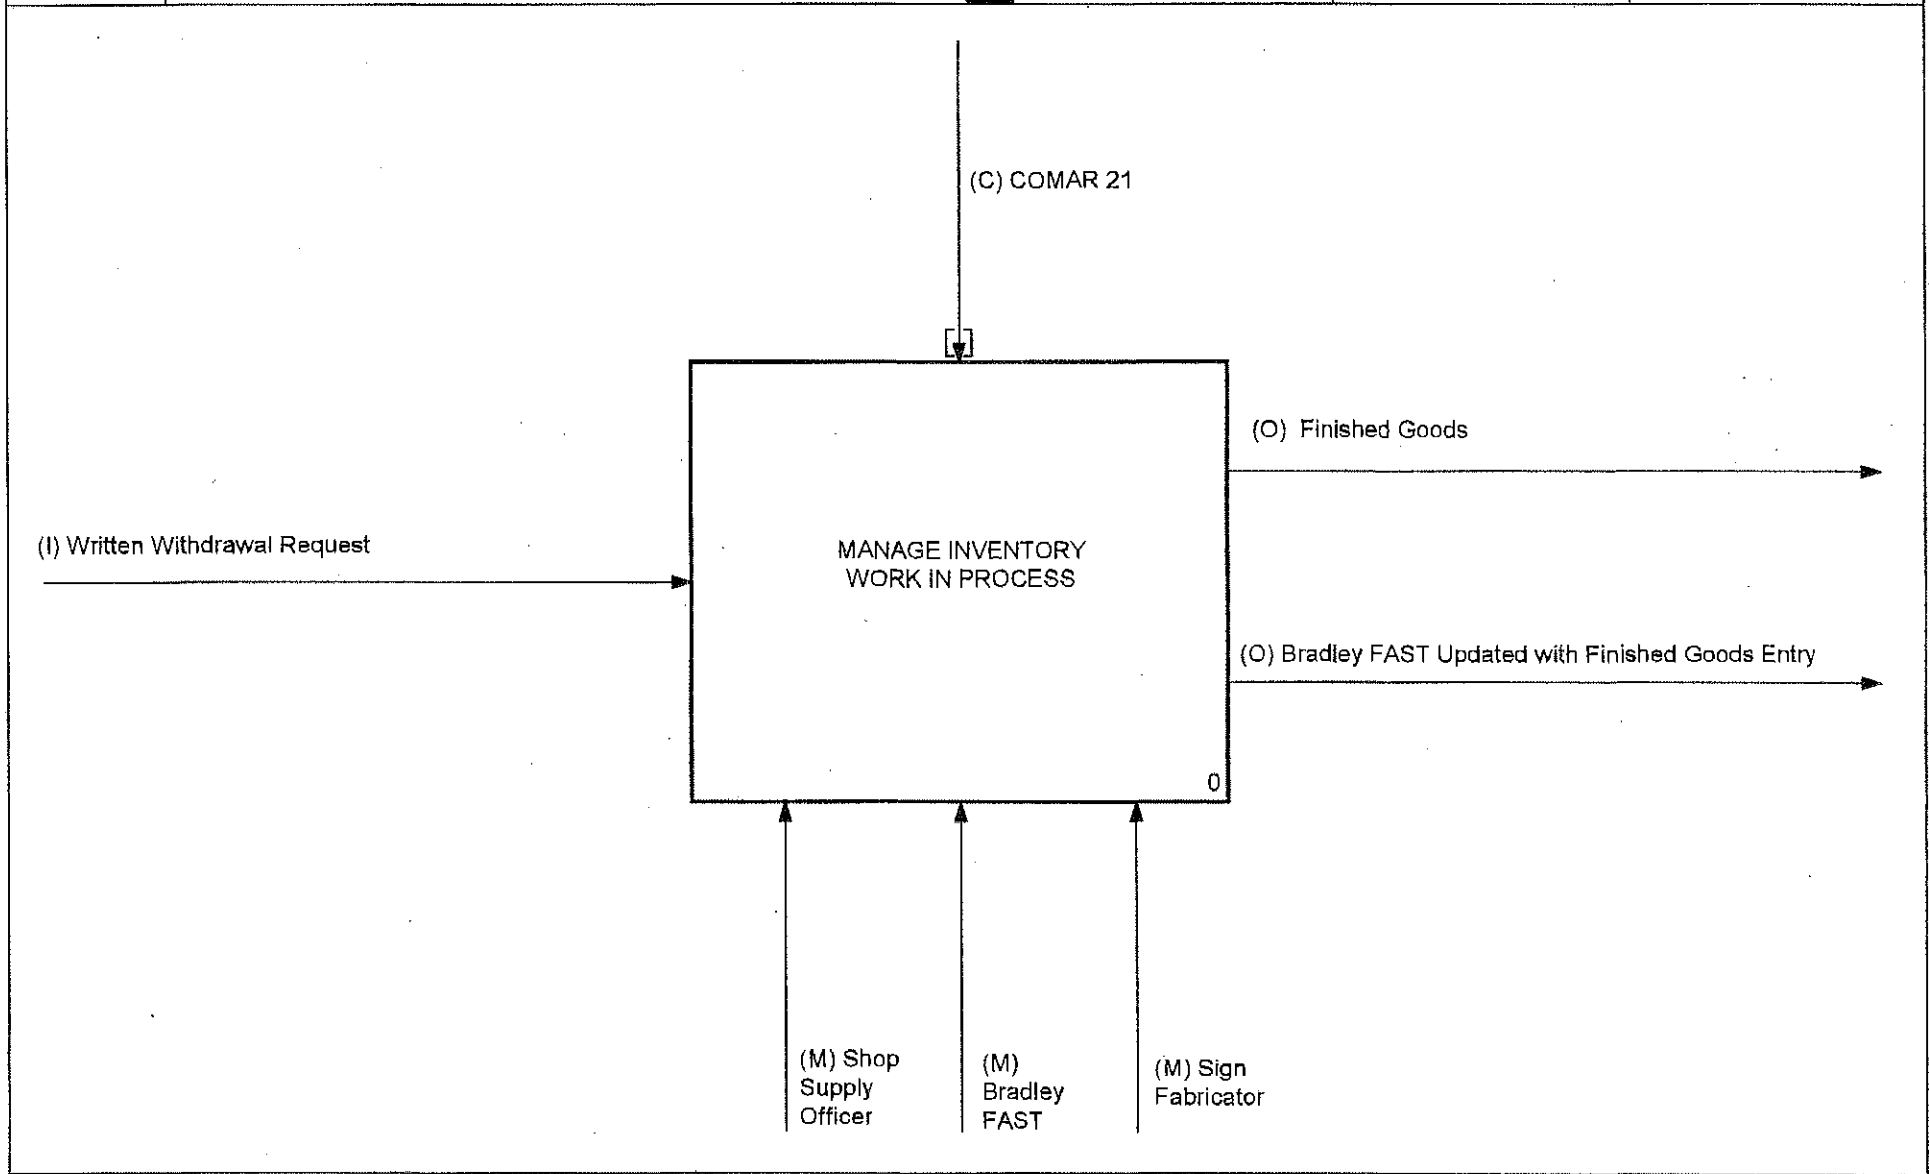 (C) COMAR 21
(O) Finished Goods
(I) Written Withdrawal Request
MANAGE INVENTORY
WORK IN PROCESS
(O) Bradley FAST Updated with Finished Goods Entry
0
(M) Shop
Supply
Officer
(M)
Bradley
FAST
(M) Sign
Fabricator